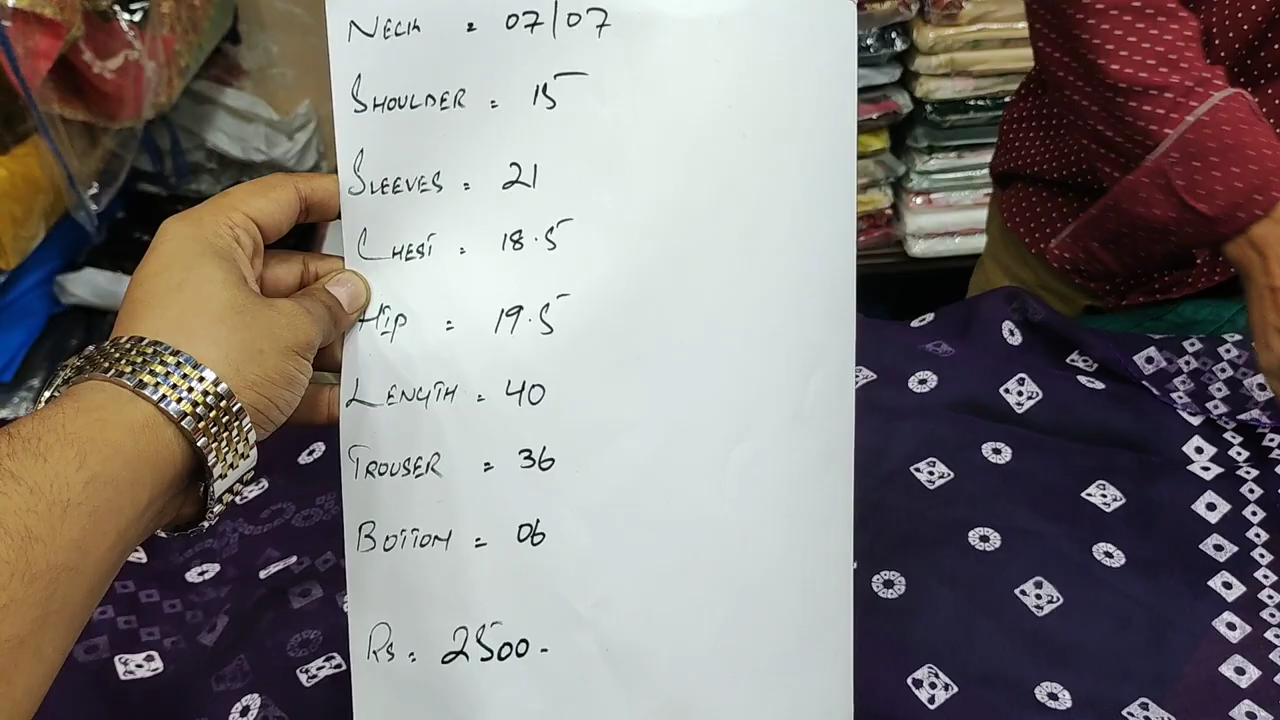 NECK = 07/07
SHOULDER = 15
SLEEVES = 21
CHEST = 18.5
HIP = 19.5
LENGTH = 40
TROUSER = 36
BOTTOM = 06
Rs = 2500.